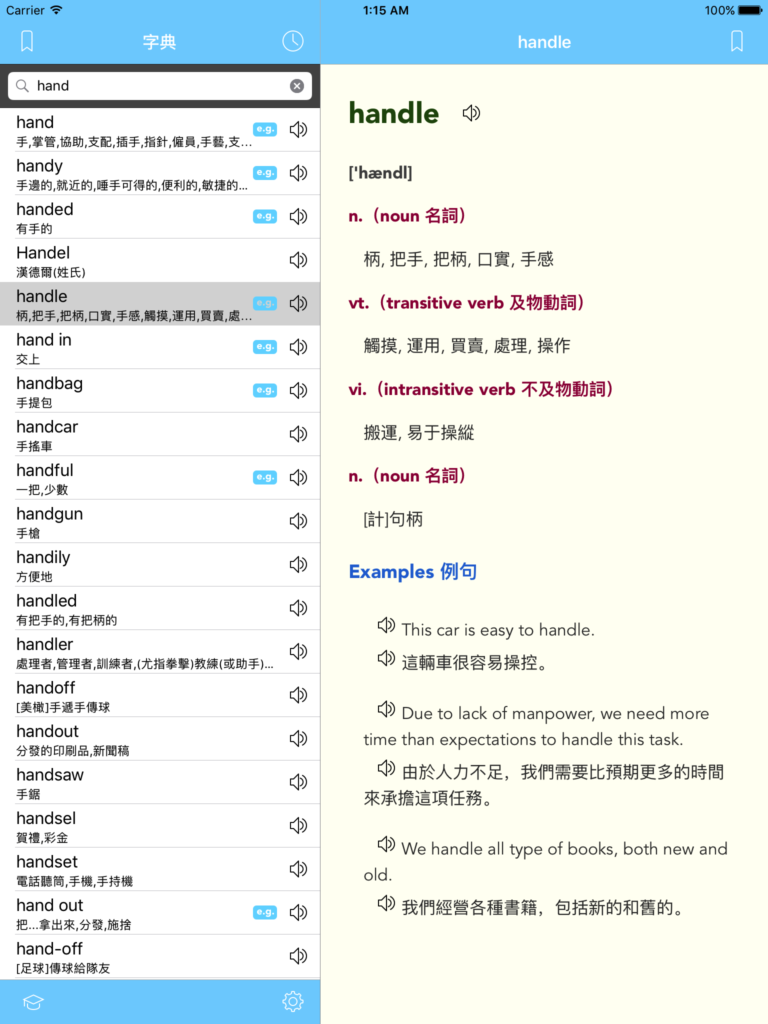 Carrier
1:15 AM
100%
字典
handle
hand
hand
e.g.
手,掌管,協助,支配,插手,指針,僱員,手藝,支...
handy
e.g.
手邊的,就近的,唾手可得的,便利的,敏捷的...
handed
e.g.
有手的
Handel
漢德爾(姓氏)
handle
e.g.
柄,把手,把柄,口實,手感,觸摸,運用,買賣,處...
hand in
e.g.
交上
handbag
e.g.
手提包
handcar
手搖車
handful
e.g.
一把,少數
handgun
手槍
handily
方便地
handled
有把手的,有把柄的
handler
處理者,管理者,訓練者,(尤指拳擊)教練(或助手)...
handoff
[美橄]手遞手傳球
handout
分發的印刷品,新聞稿
handsaw
手鋸
handsel
賀禮,彩金
handset
電話聽筒,手機,手持機
hand out
e.g.
把...拿出來,分發,施捨
hand-off
[足球]傳球給隊友
handle
['hændl]
n.（noun 名詞）
柄, 把手, 把柄, 口實, 手感
vt.（transitive verb 及物動詞）
觸摸, 運用, 買賣, 處理, 操作
vi.（intransitive verb 不及物動詞）
搬運, 易于操縱
n.（noun 名詞）
[計]句柄
Examples 例句
This car is easy to handle.
這輛車很容易操控。
Due to lack of manpower, we need more
time than expectations to handle this task.
由於人力不足，我們需要比預期更多的時間
來承擔這項任務。
We handle all type of books, both new and
old.
我們經營各種書籍，包括新的和舊的。